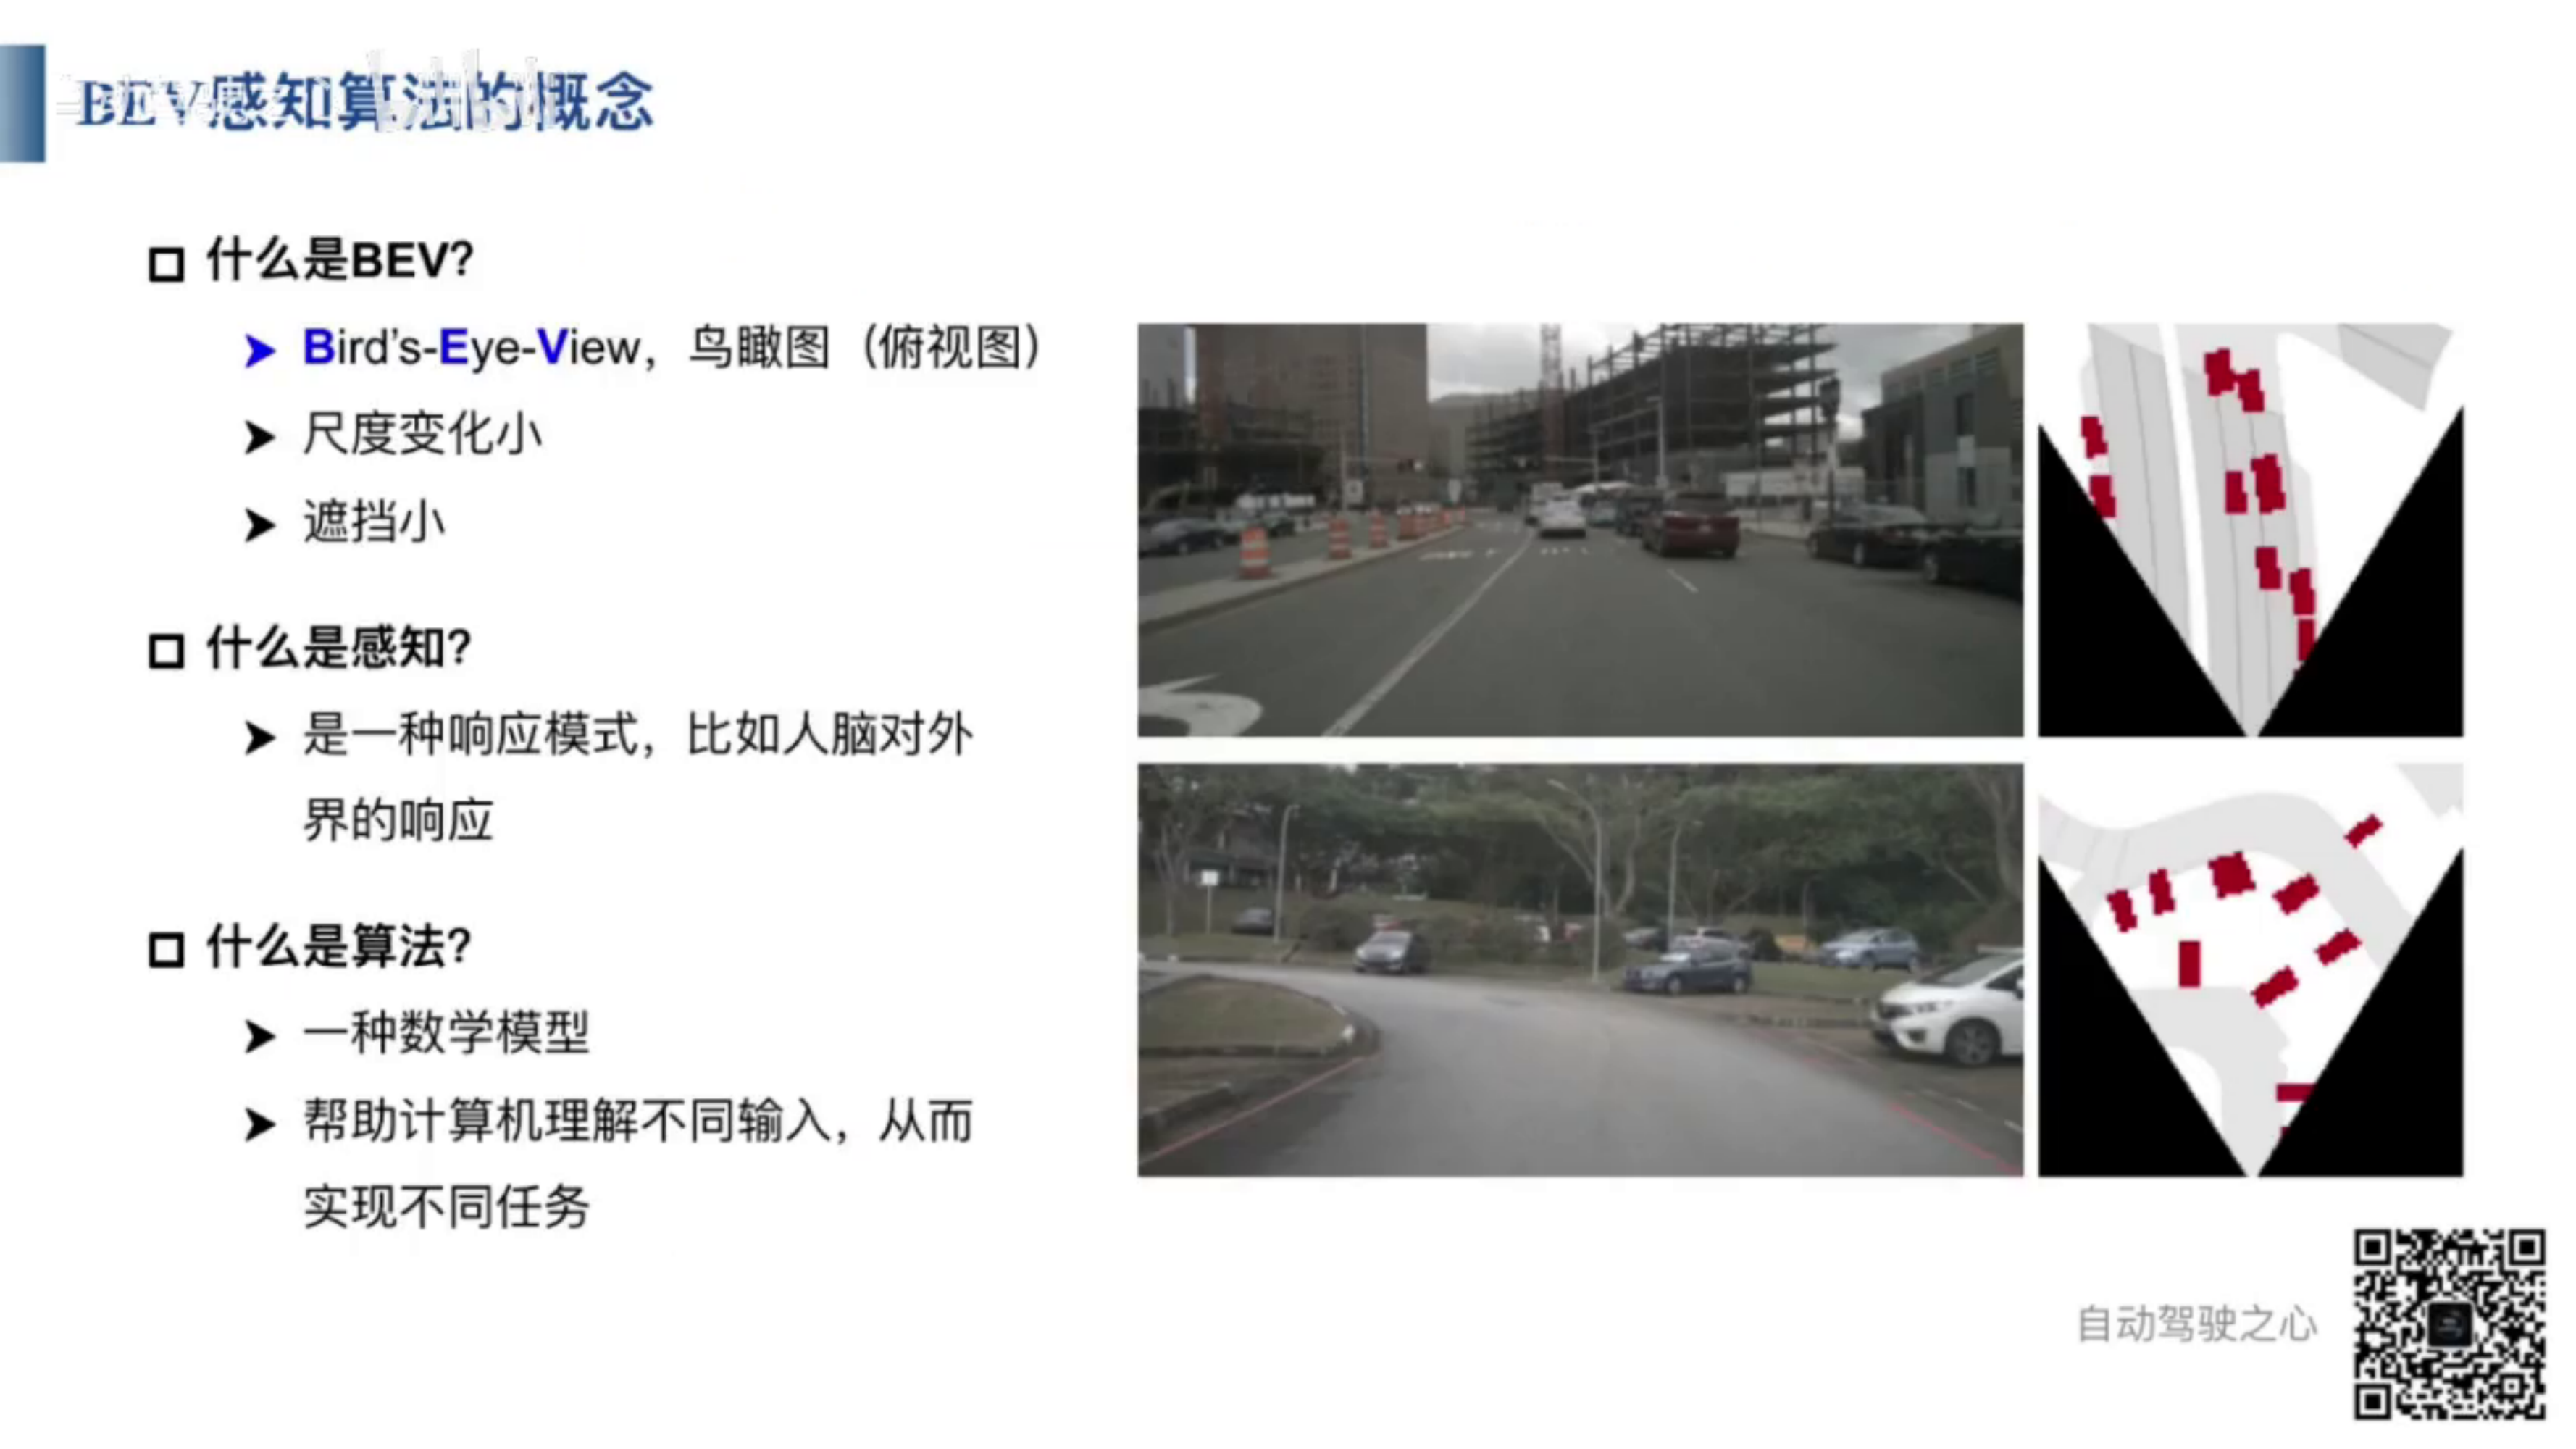 BEV感知算法的概念
什么是BEV?
Bird's-Eye-View，鸟瞰图（俯视图）
尺度变化小
遮挡小
什么是感知?
是一种响应模式，比如人脑对外
界的响应
什么是算法?
一种数学模型
帮助计算机理解不同输入，从而
实现不同任务
自动驾驶之心